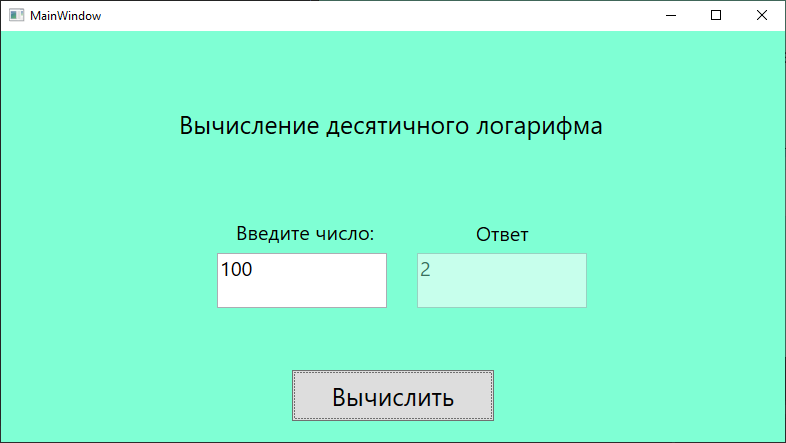 MainWindow
Вычисление десятичного логарифма
Введите число:
Ответ
100
2
Вычислить